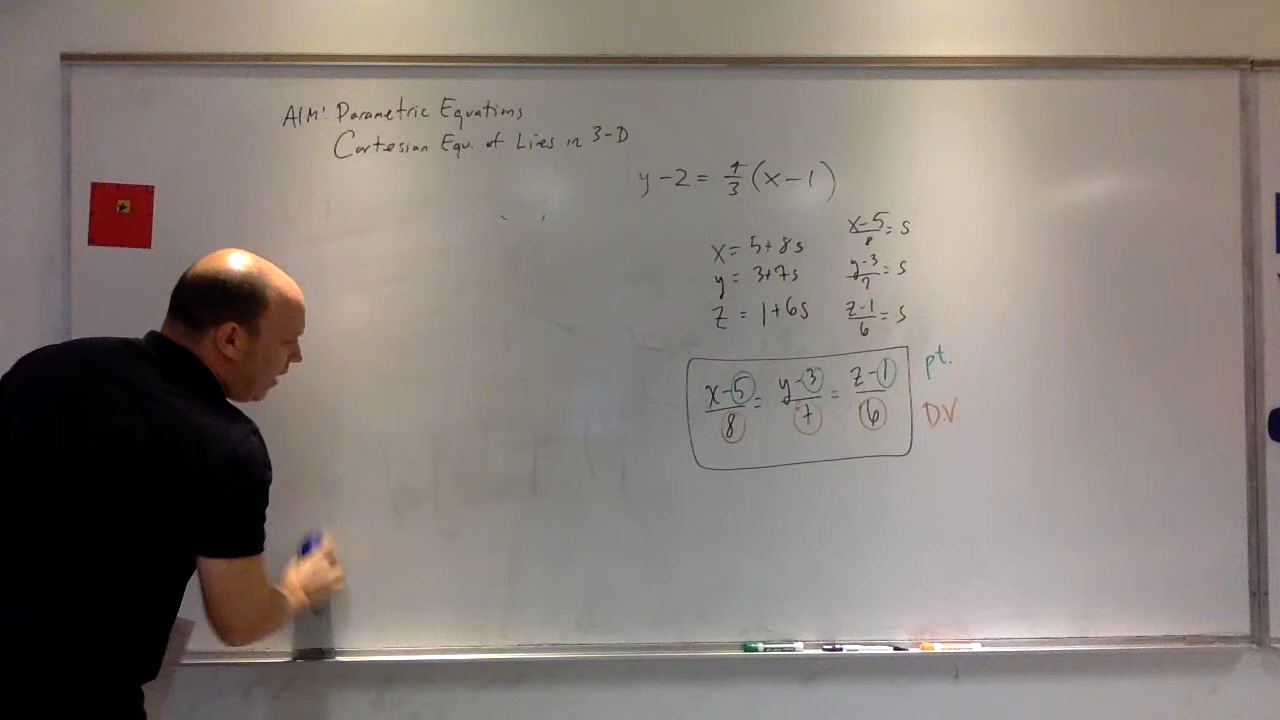 AIM: Parametric Equations
Cartesian Equ. of Lines in 3-D
y-2 = 4/3 (x-1)
x = 5+8s
y = 3+7s
z = 1+6s
x-5/8 = s
y-3/7 = s
z-1/6 = s
x-5/8 = y-3/7 = z-1/6
pt.
D.V.